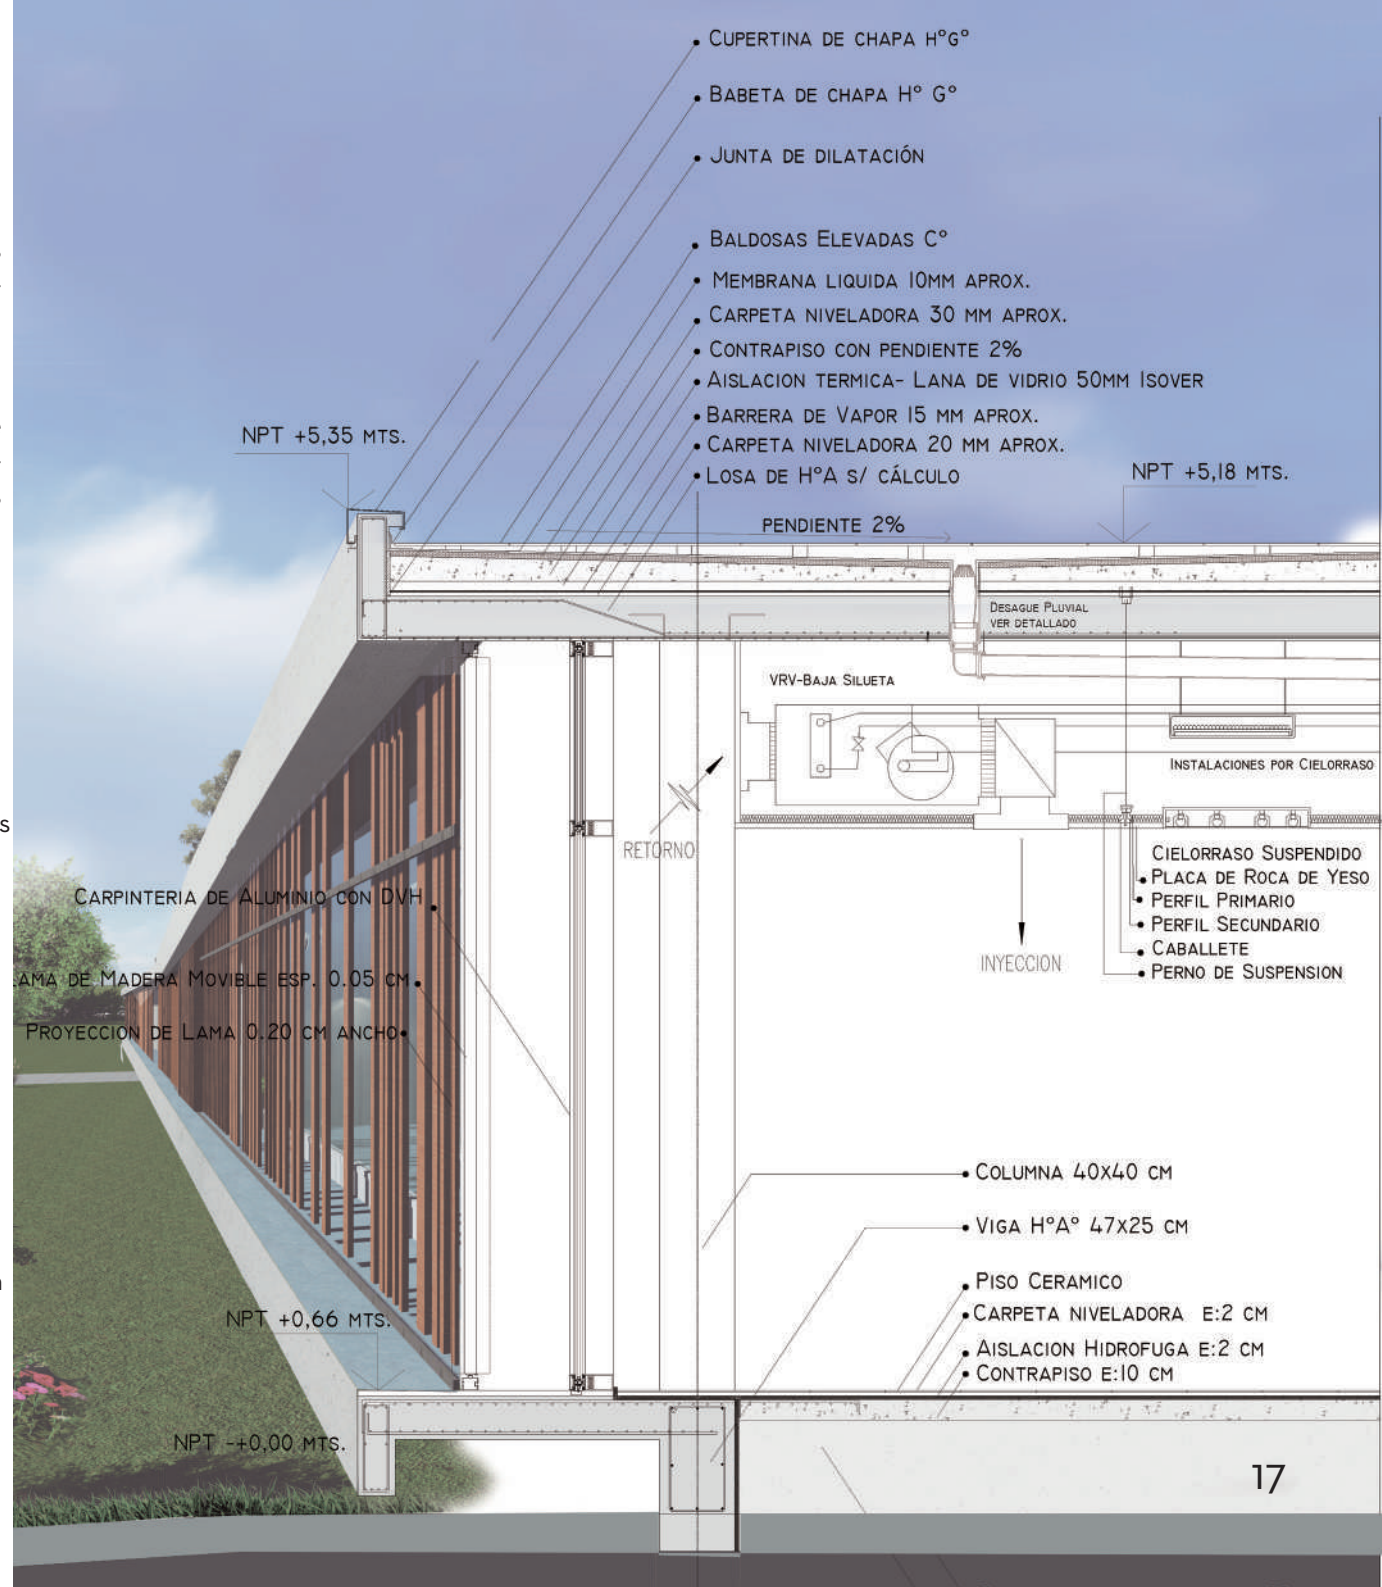 CUPERTINA DE CHAPA H°G°
BABETA DE CHAPA H° G°
JUNTA DE DILATACIÓN
BALDOSAS ELEVADAS C°
MEMBRANA LIQUIDA 10MM APROX.
CARPETA NIVELADORA 30 MM APROX.
CONTRAPISO CON PENDIENTE 2%
AISLACION TERMICA- LANA DE VIDRIO 50MM ISOVER
BARRERA DE VAPOR 15 MM APROX.
CARPETA NIVELADORA 20 MM APROX.
LOSA DE H°A S/ CÁLCULO
NPT +5,35 MTS.
NPT +5,18 MTS.
PENDIENTE 2%
DESAGUE PLUVIAL
VER DETALLADO
VRV-BAJA SILUETA
INSTALACIONES POR CIELORRASO
RETORNO
INYECCION
CIELORRASO SUSPENDIDO
PLACA DE ROCA DE YESO
PERFIL PRIMARIO
PERFIL SECUNDARIO
CABALLETE
PERNO DE SUSPENSION
CARPINTERIA DE ALUMINIO CON DVH
AMA DE MADERA MOVIBLE ESP. 0.05 CM
PROYECCION DE LAMA 0.20 CM ANCHO
COLUMNA 40X40 CM
VIGA H°A° 47X25 CM
PISO CERAMICO
CARPETA NIVELADORA E:2 CM
AISLACION HIDROFUGA E:2 CM
CONTRAPISO E:10 CM
NPT +0,66 MTS.
NPT -+0,00 MTS.
17